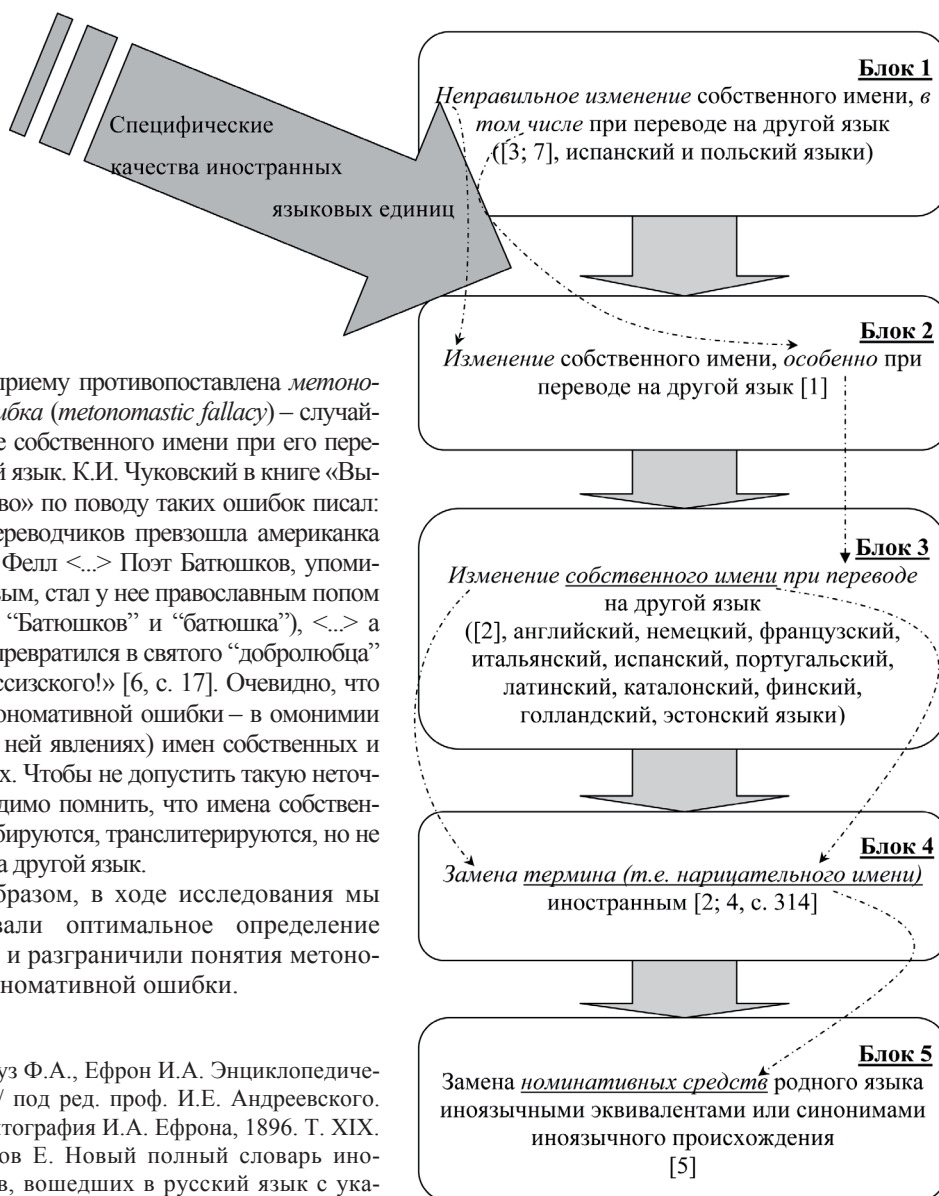 Специфические
качества иностранных
языковых единиц
Блок 1
Неправильное изменение собственного имени, в
том числе при переводе на другой язык
([3; 7], испанский и польский языки)
Блок 2
Изменение собственного имени, особенно при
переводе на другой язык [1]
Блок 3
Изменение собственного имени при переводе
на другой язык
([2], английский, немецкий, французский,
итальянский, испанский, португальский,
латинский, каталонский, финский,
голландский, эстонский языки)
Блок 4
Замена термина (т.е. нарицательного имени)
иностранным [2; 4, с. 314]
Блок 5
Замена номинативных средств родного языка
иноязычными эквивалентами или синонимами
иноязычного происхождения
[5]
приему противопоставлена метоно-
ибка (metonomastic fallacy) – случай-
е собственного имени при его пере-
й язык. К.И. Чуковский в книге «Вы-
во» по поводу таких ошибок писал:
ереводчиков превзошла американка
Фелл <...> Поэт Батюшков, упоми-
вым, стал у нее православным попом
“Батюшков” и “батюшка”), <...> а
превратился в святого “добролюбца”
ссизского!» [6, с. 17]. Очевидно, что
ономативной ошибки – в омонимии
ней явлениях) имен собственных и
х. Чтобы не допустить такую неточ-
димо помнить, что имена собствен-
бируются, транслитерируются, но не
а другой язык.
бразом, в ходе исследования мы
вали оптимальное определение
и разграничили понятия метоно-
номативной ошибки.
уз Ф.А., Ефрон И.А. Энциклопедиче-
/ под ред. проф. И.Е. Андреевского.
итография И.А. Ефрона, 1896. Т. XIX.
ов Е. Новый полный словарь ино-
в, вошедших в русский язык с ука-